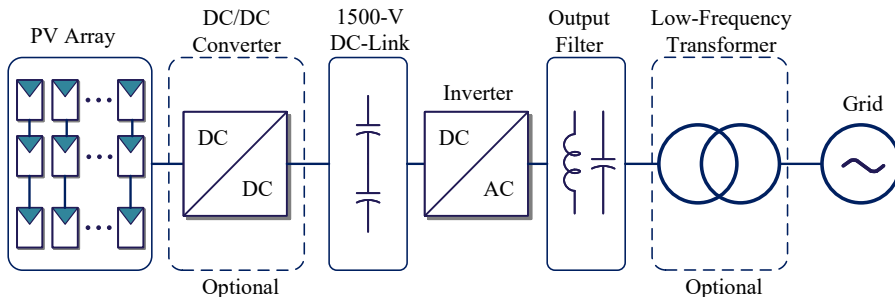 PV Array
DC/DC
Converter
1500-V
DC-Link
Inverter
Output
Filter
Low-Frequency
Transformer
Grid
DC
DC
DC
AC
Optional
Optional